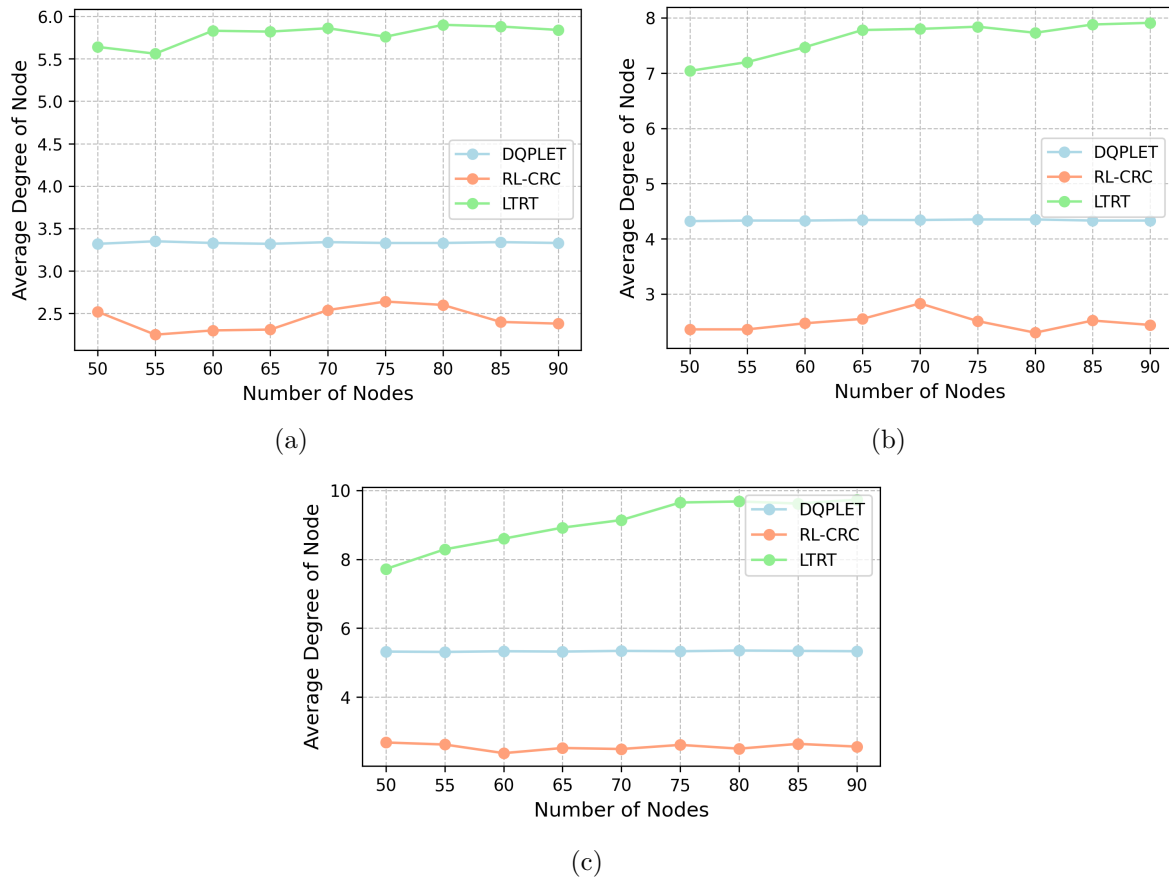 Average Degree of Node
6.0
5.5
5.0
4.5
4.0
3.5
3.0
2.5
DQPLET
RL-CRC
LTRT
50 55 60 65 70 75 80 85 90
Number of Nodes
(a)
Average Degree of Node
8
7
6
5
4
3
DQPLET
RL-CRC
LTRT
50 55 60 65 70 75 80 85 90
Number of Nodes
(b)
Average Degree of Node
10
8
6
4
DQPLET
RL-CRC
LTRT
50 55 60 65 70 75 80 85 90
Number of Nodes
(c)